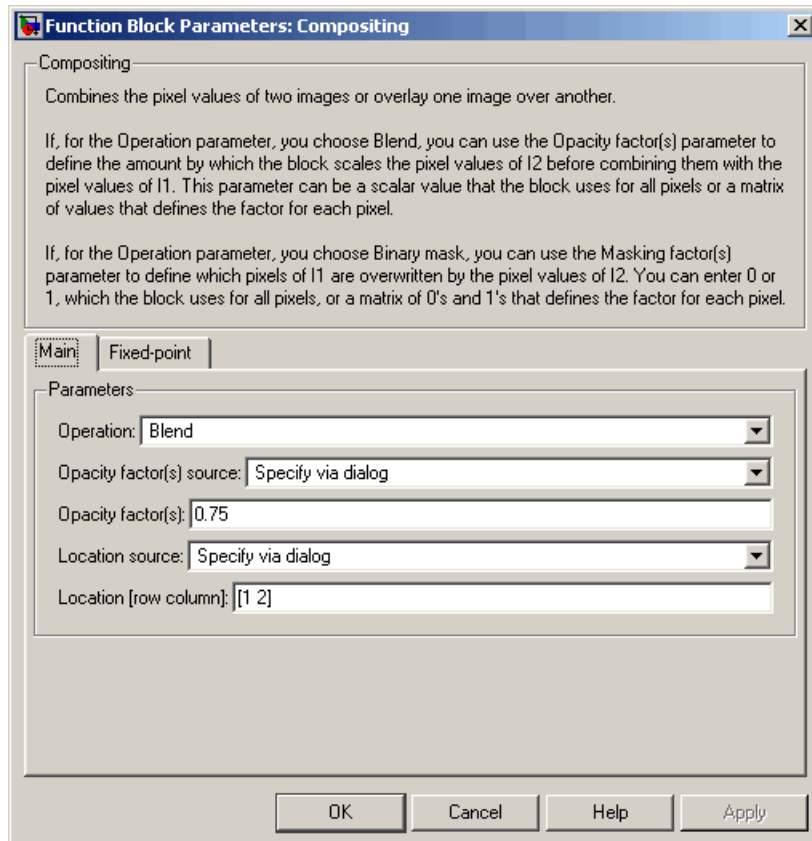 Function Block Parameters: Compositing
Compositing
Combines the pixel values of two images or overlay one image over another.
If, for the Operation parameter, you choose Blend, you can use the Opacity factor(s) parameter to
define the amount by which the block scales the pixel values of I2 before combining them with the
pixel values of I1. This parameter can be a scalar value that the block uses for all pixels or a matrix
of values that defines the factor for each pixel.
If, for the Operation parameter, you choose Binary mask, you can use the Masking factor(s)
parameter to define which pixels of I1 are overwritten by the pixel values of I2. You can enter 0 or
1, which the block uses for all pixels, or a matrix of 0's and 1's that defines the factor for each pixel.
Main Fixed-point
Parameters
Operation: Blend
Opacity factor(s) source: Specify via dialog
Opacity factor(s): 0.75
Location source: Specify via dialog
Location [row column]: [1 2]
OK Cancel Help Apply